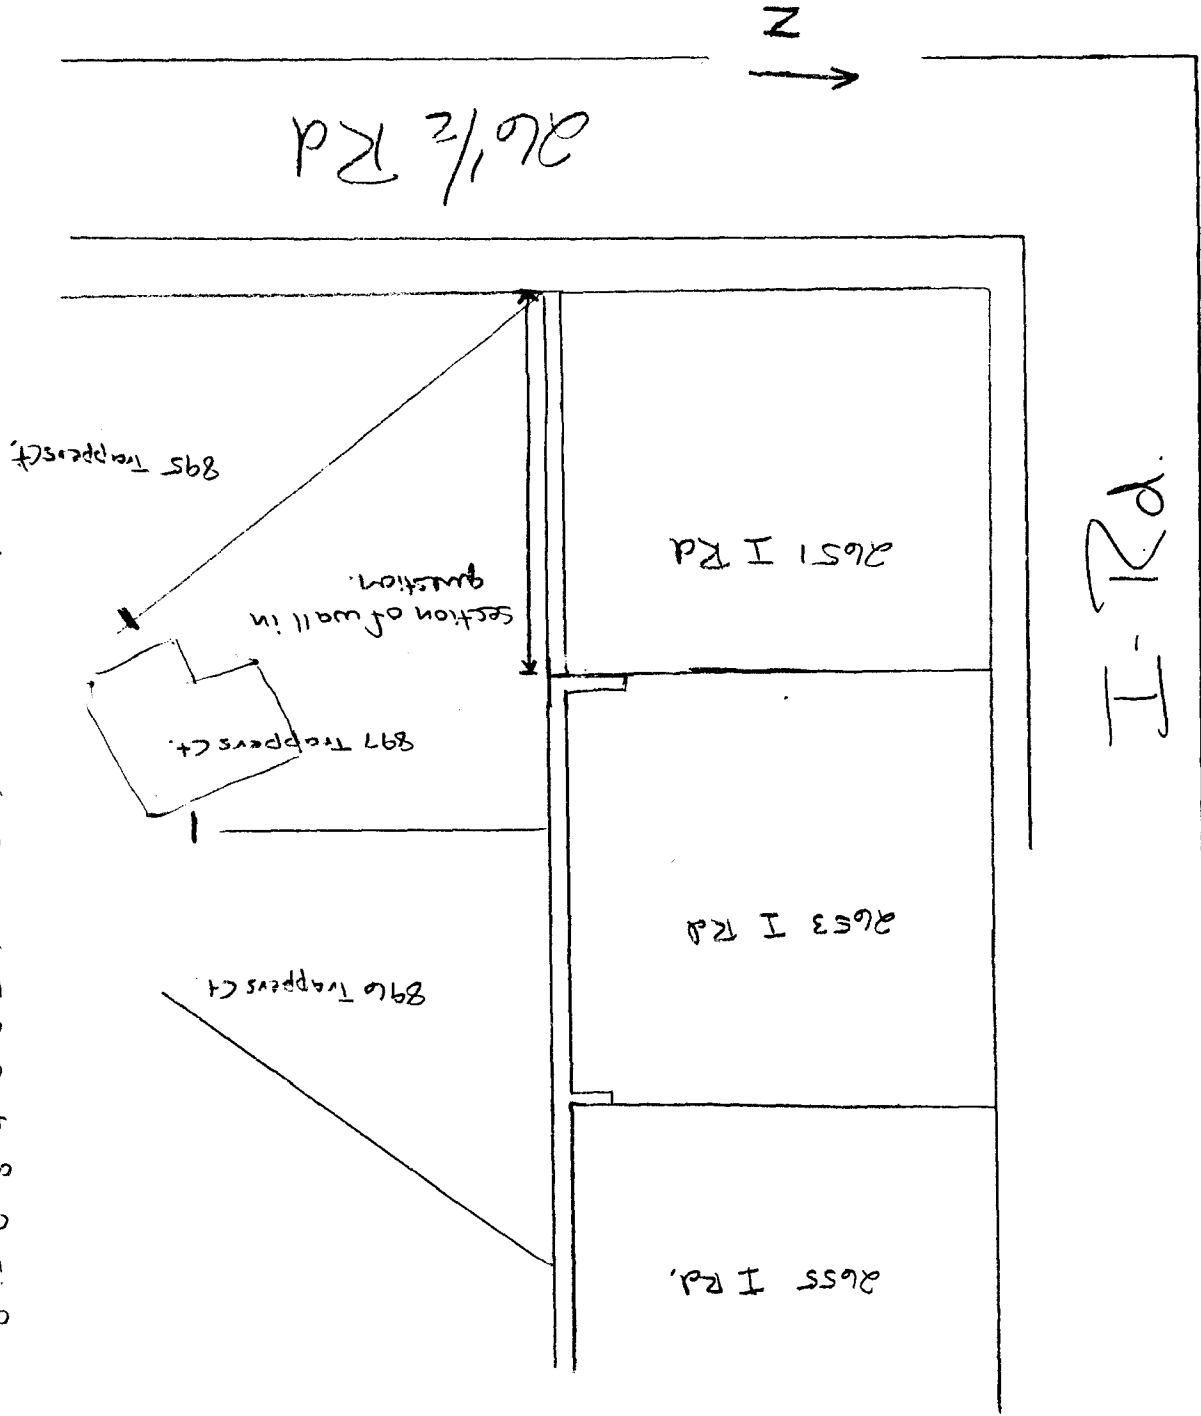 N
26 1/2 Rd
I - Rd.
895 Trappers Ct.
2651 I Rd
section of wall in
question.
897 Trappers Ct.
2653 I Rd
896 Trappers Ct
2655 I Rd.